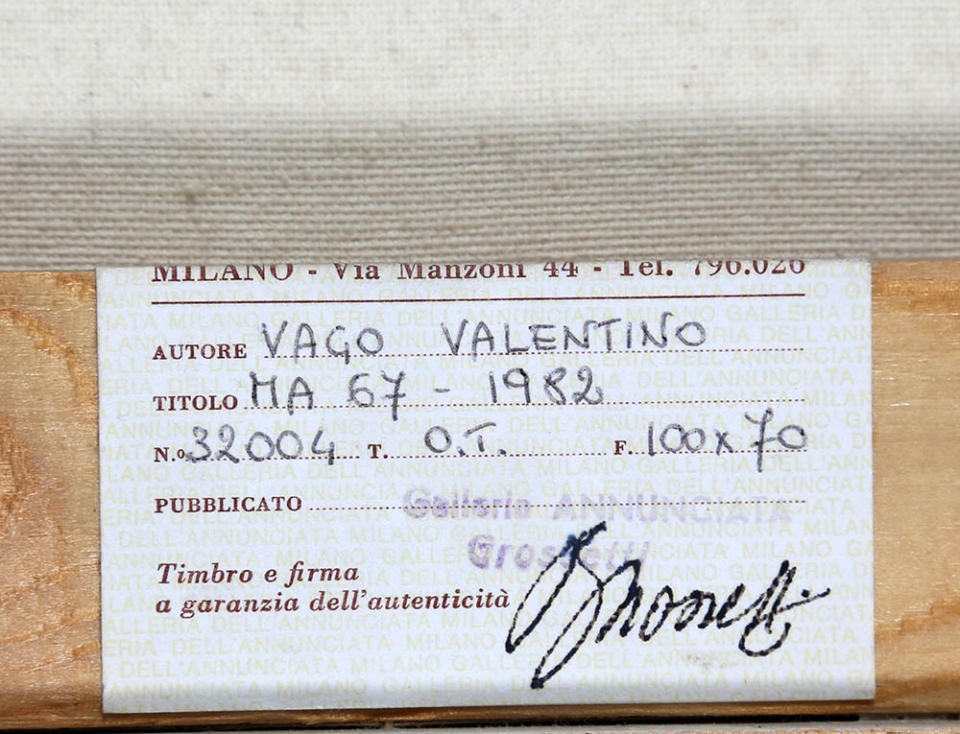 MILANO - Via Manzoni 44 - Tel. 796.026
AUTORE VAGO VALENTINO
TITOLO MA 67 - 1982
N.o 32004 T. O.T. F. 100x70
PUBBLICATO Galleria ANNUNCIATA
Grossetti
Timbro e firma
a garanzia dell'autenticità